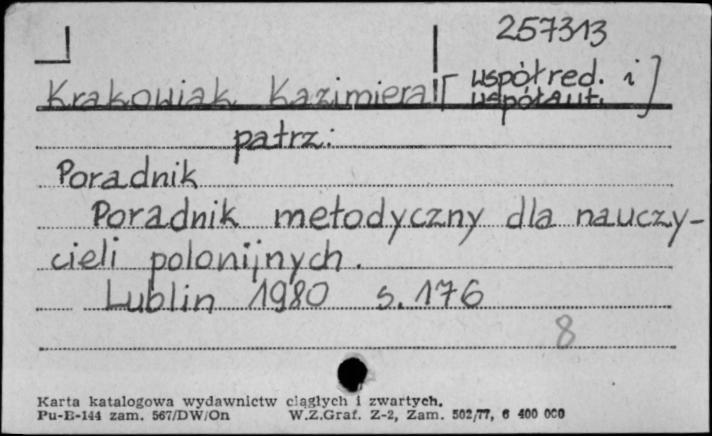 257313
Krakowiak Kazimiera [współred. i
współaut.]
patrz:
Poradnik
Poradnik metodyczny dla nauczy-
cieli polonijnych.
Lublin 1980 s. 176
8
Karta katalogowa wydawnictw ciągłych i zwartych.
Pu-B-144 zam. 567/DW/On W.Z.Graf. Z-2, Zam. 502/77, 6 400 000